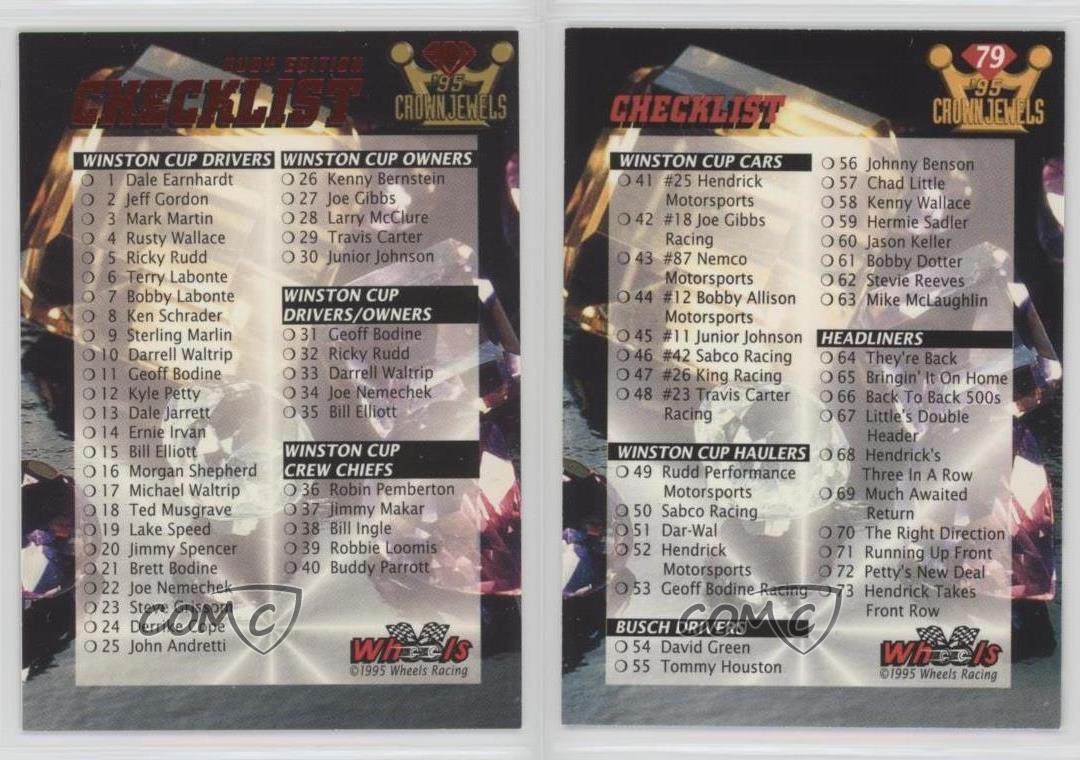 RUBY EDITION
CHECKLIST
'95
CROWN JEWELS
WINSTON CUP DRIVERS
1 Dale Earnhardt
2 Jeff Gordon
3 Mark Martin
4 Rusty Wallace
5 Ricky Rudd
6 Terry Labonte
7 Bobby Labonte
8 Ken Schrader
9 Sterling Marlin
10 Darrell Waltrip
11 Geoff Bodine
12 Kyle Petty
13 Dale Jarrett
14 Ernie Irvan
15 Bill Elliott
16 Morgan Shepherd
17 Michael Waltrip
18 Ted Musgrave
19 Lake Speed
20 Jimmy Spencer
21 Brett Bodine
22 Joe Nemechek
23 Steve Grissom
24 Derrike Cope
25 John Andretti
WINSTON CUP OWNERS
26 Kenny Bernstein
27 Joe Gibbs
28 Larry McClure
29 Travis Carter
30 Junior Johnson
WINSTON CUP
DRIVERS/OWNERS
31 Geoff Bodine
32 Ricky Rudd
33 Darrell Waltrip
34 Joe Nemechek
35 Bill Elliott
WINSTON CUP
CREW CHIEFS
36 Robin Pemberton
37 Jimmy Makar
38 Bill Ingle
39 Robbie Loomis
40 Buddy Parrott
COMC
Wheels
©1995 Wheels Racing
CHECKLIST
79
'95
CROWN JEWELS
WINSTON CUP CARS
41 #25 Hendrick
Motorsports
42 #18 Joe Gibbs
Racing
43 #87 Nemco
Motorsports
44 #12 Bobby Allison
Motorsports
45 #11 Junior Johnson
46 #42 Sabco Racing
47 #26 King Racing
48 #23 Travis Carter
Racing
WINSTON CUP HAULERS
49 Rudd Performance
Motorsports
50 Sabco Racing
51 Dar-Wal
52 Hendrick
Motorsports
53 Geoff Bodine Racing
BUSCH DRIVERS
54 David Green
55 Tommy Houston
56 Johnny Benson
57 Chad Little
58 Kenny Wallace
59 Hermie Sadler
60 Jason Keller
61 Bobby Dotter
62 Stevie Reeves
63 Mike McLaughlin
HEADLINERS
64 They're Back
65 Bringin' It On Home
66 Back To Back 500s
67 Little's Double
Header
68 Hendrick's
Three In A Row
69 Much Awaited
Return
70 The Right Direction
71 Running Up Front
72 Petty's New Deal
73 Hendrick Takes
Front Row
COMC
Wheels
©1995 Wheels Racing